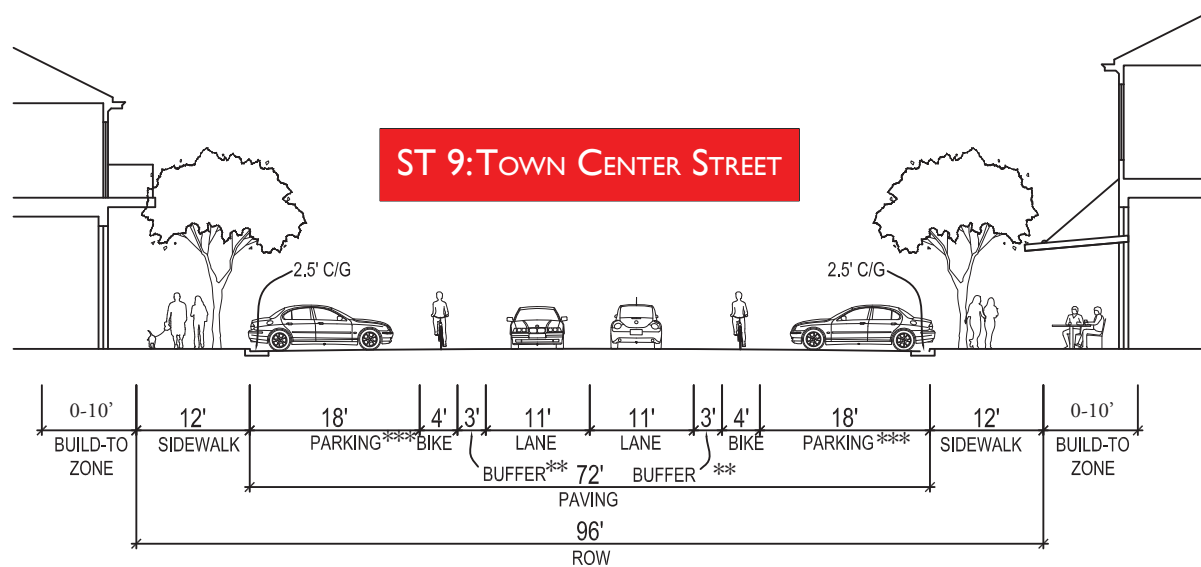 ST 9: TOWN CENTER STREET
2.5' C/G
2.5' C/G
0-10’
12'
18'
4'
3'
11'
11'
3'
4'
18'
12'
0-10’
BUILD-TO
ZONE
SIDEWALK
PARKING***
BIKE
LANE
LANE
BIKE
PARKING***
SIDEWALK
BUILD-TO
ZONE
BUFFER**
BUFFER **
72'
PAVING
96'
ROW